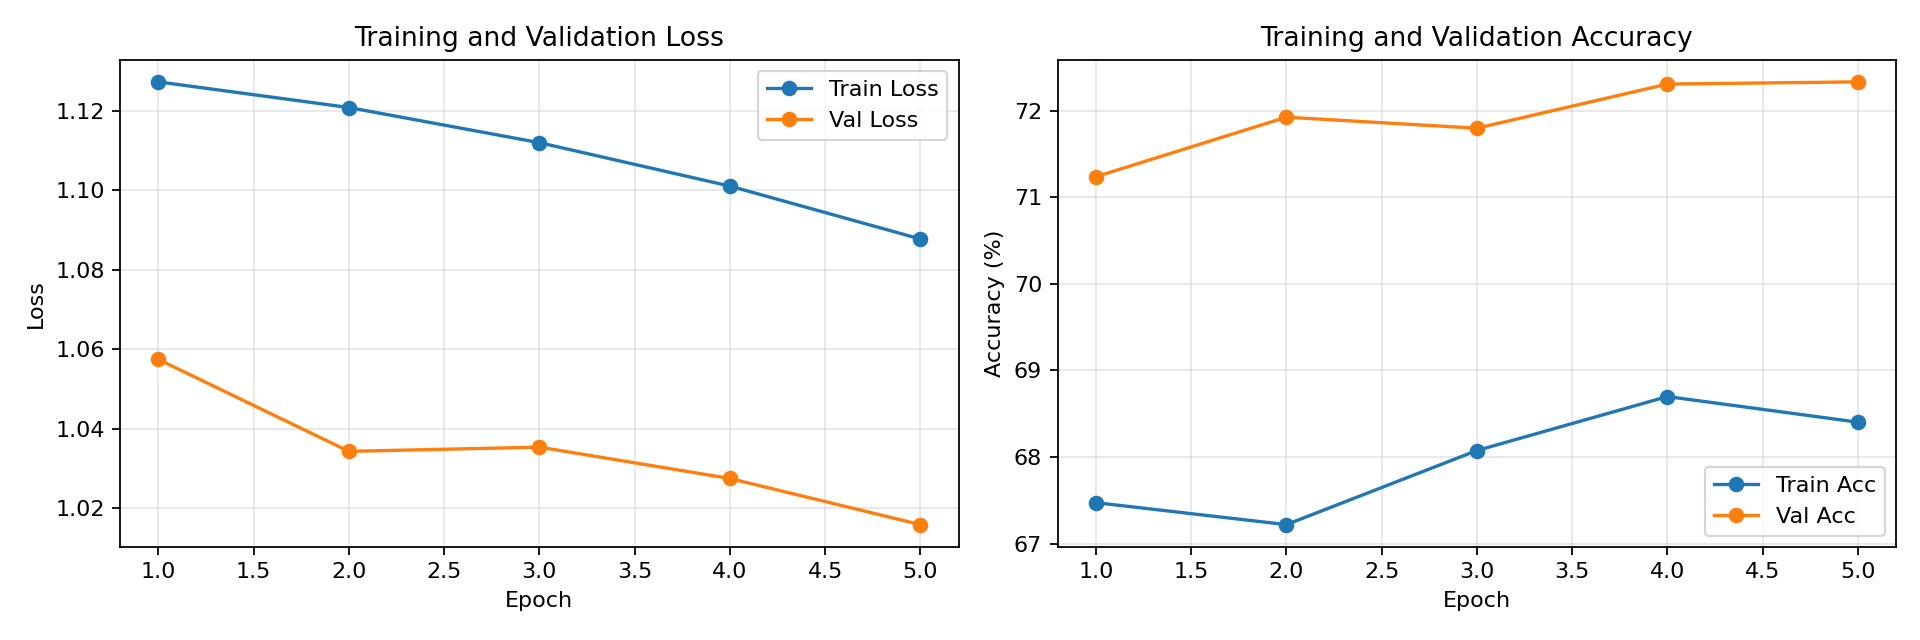 Training and Validation Loss
Train Loss
Val Loss
1.12
1.10
1.08
1.06
1.04
1.02
Loss
1.0 1.5 2.0 2.5 3.0 3.5 4.0 4.5 5.0
Epoch
Training and Validation Accuracy
72
71
70
69
68
67
Accuracy (%)
Train Acc
Val Acc
1.0 1.5 2.0 2.5 3.0 3.5 4.0 4.5 5.0
Epoch